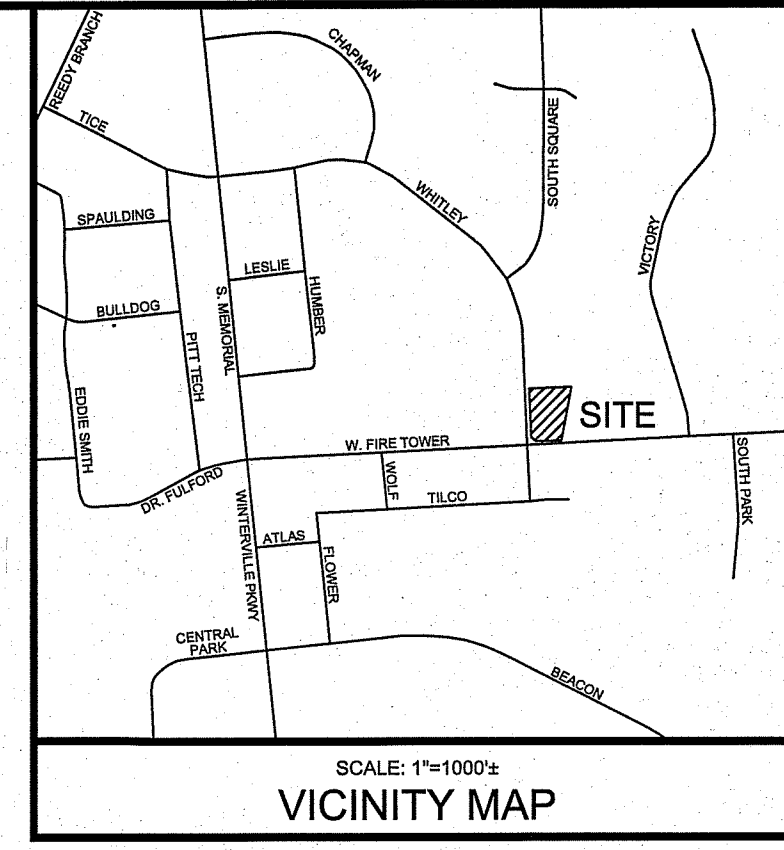 REEDY BRANCH
CHAPMAN
TICE
SOUTH SQUARE
WHITLEY
SPAULDING
VICTORY
LESLIE
HUMBER
S. MEMORIAL
BULLDOG
PITT TECH
EDDIE SMITH
SITE
W. FIRE TOWER
SOUTH PARK
WOLF
DR. FULFORD
TILCO
WINTERVILLE PKWY
ATLAS
FLOWER
CENTRAL
PARK
BEACON
SCALE: 1"=1000'±
VICINITY MAP